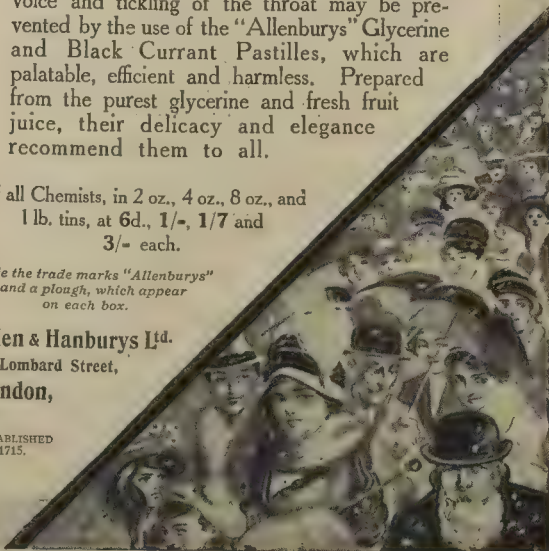 voice and tickling of the throat may be pre-
vented by the use of the "Allenburys" Glycerine
and Black Currant Pastilles, which are
palatable, efficient and harmless. Prepared
from the purest glycerine and fresh fruit
juice, their delicacy and elegance
recommend them to all.
all Chemists, in 2 oz., 4 oz., 8 oz., and
1 lb. tins, at 6d., 1/-, 1/7 and
3/- each.
e the trade marks "Allenburys"
and a plough, which appear
on each box.
en & Hanburys Ltd.
Lombard Street,
ndon,
ABLISHED
1715.